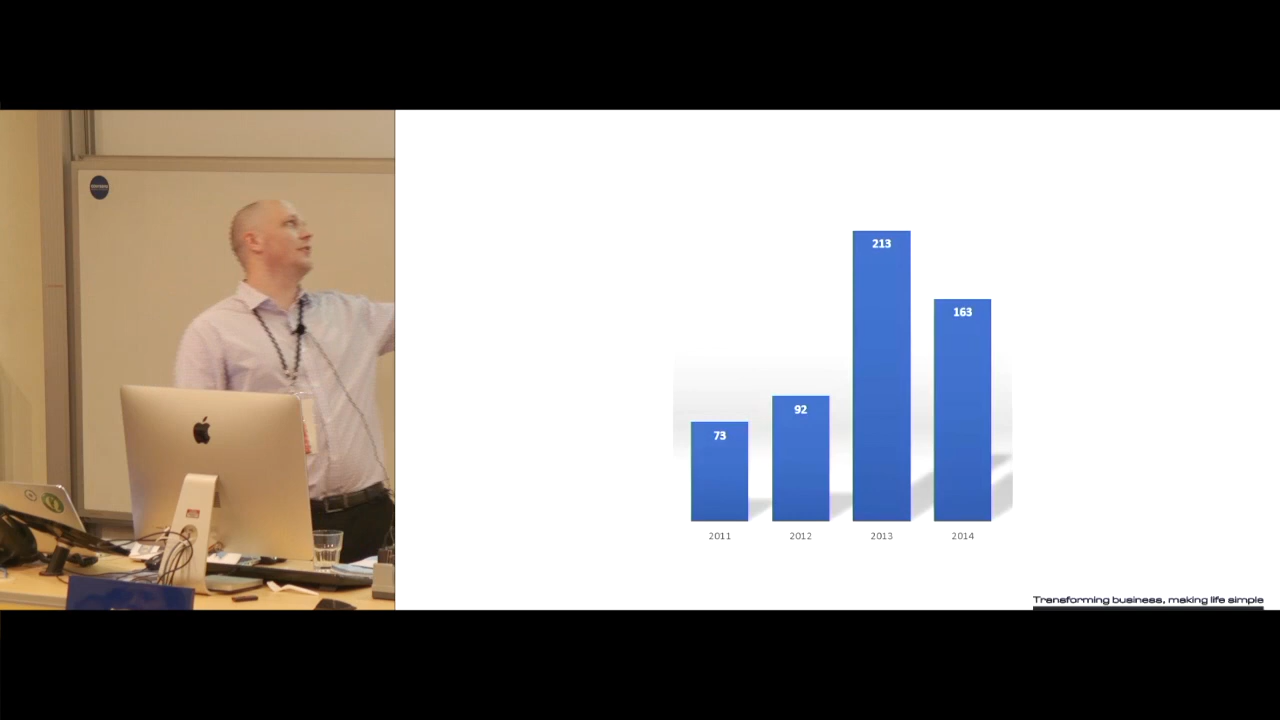 213
163
92
73
2011 2012 2013 2014
Transforming business, making life simple